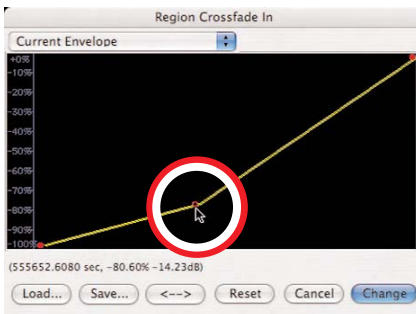 Region Crossfade In
Current Envelope
+0%
-10%
-20%
-30%
-40%
-50%
-60%
-70%
-80%
-90%
-100%
(555652.6080 sec, -80.60% -14.23dB)
Load... Save... <--> Reset Cancel Change